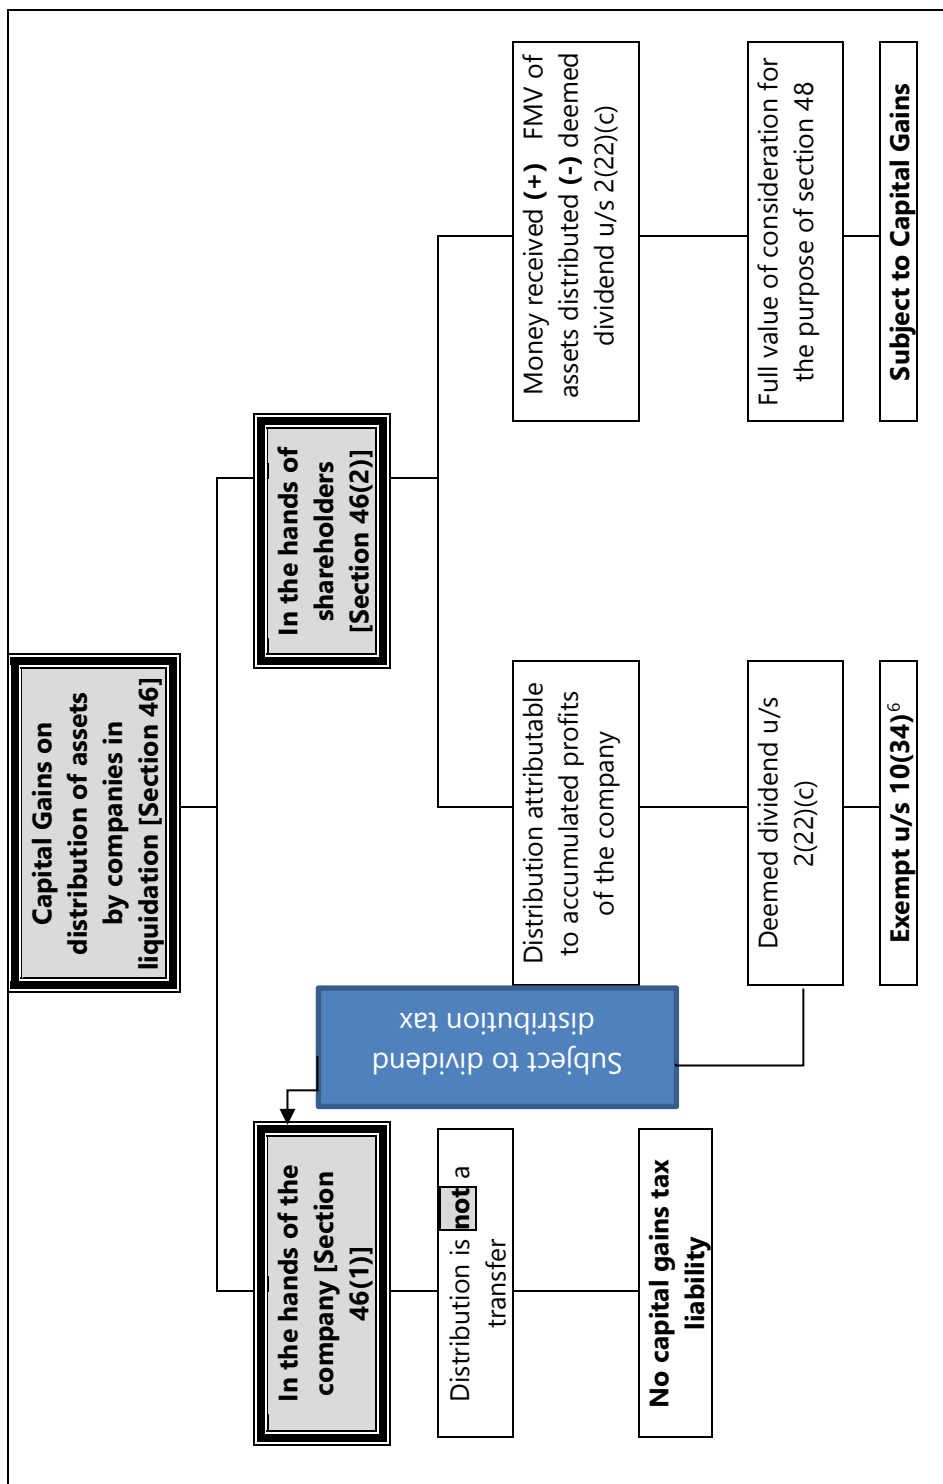 Capital Gains on
distribution of assets
by companies in
liquidation [Section 46]
In the hands of the
company [Section
46(1)]
In the hands of
shareholders
[Section 46(2)]
Distribution is not a
transfer
No capital gains tax
liability
Subject to dividend
distribution tax
Distribution attributable
to accumulated profits
of the company
Deemed dividend u/s
2(22)(c)
Exempt u/s 10(34)⁶
Money received (+) FMV of
assets distributed (-) deemed
dividend u/s 2(22)(c)
Full value of consideration for
the purpose of section 48
Subject to Capital Gains